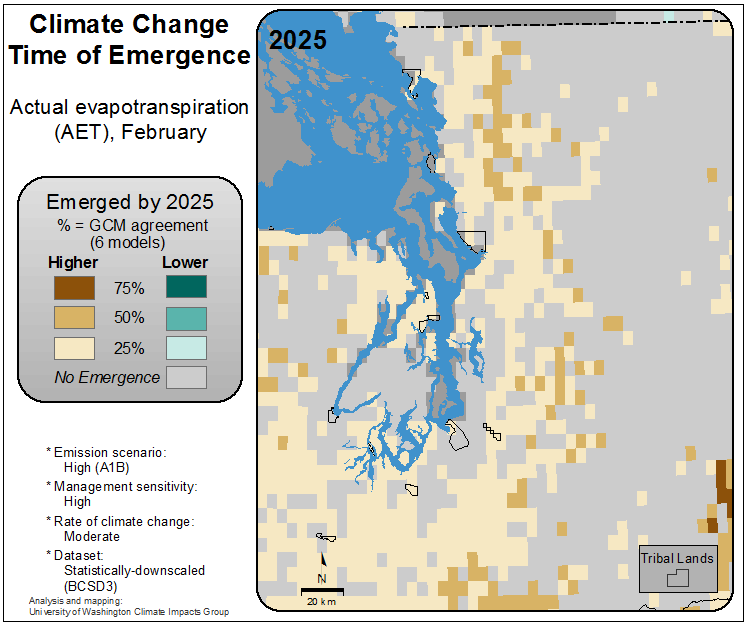 Climate Change
Time of Emergence
Actual evapotranspiration
(AET), February
Emerged by 2025
% = GCM agreement
(6 models)
Higher Lower
75%
50%
25%
No Emergence
* Emission scenario:
High (A1B)
* Management sensitivity:
High
* Rate of climate change:
Moderate
* Dataset:
Statistically-downscaled
(BCSD3)
Analysis and mapping:
University of Washington Climate Impacts Group
2025
N
20 km
Tribal Lands